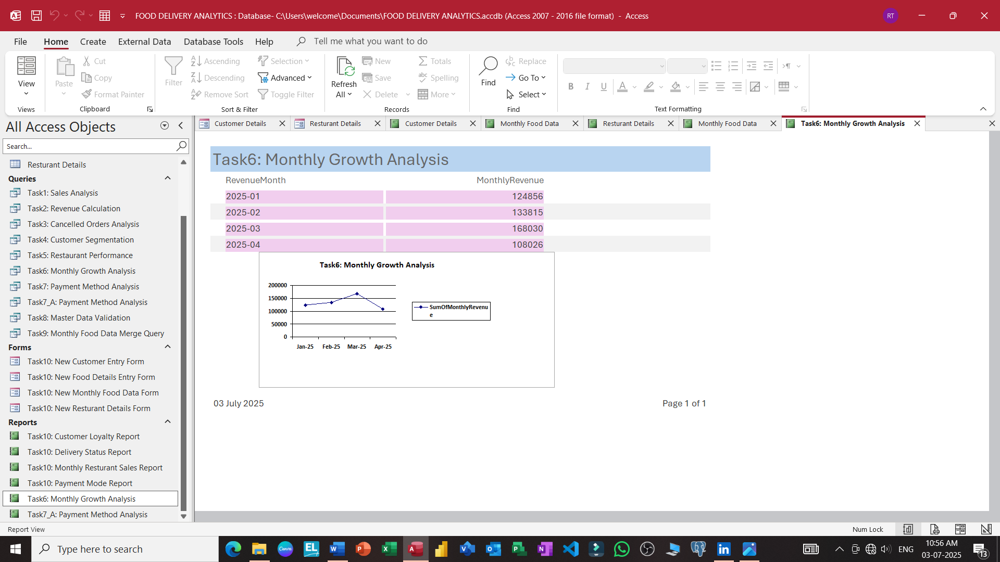 FOOD DELIVERY ANALYTICS : Database- C:\Users\welcome\Documents\FOOD DELIVERY ANALYTICS.accdb (Access 2007 - 2016 file format) - Access
RT
File Home Create External Data Database Tools Help Tell me what you want to do
View
Views
Paste
Cut
Copy
Format Painter
Clipboard
Filter
Ascending
Descending
Remove Sort
Selection
Advanced
Toggle Filter
Sort & Filter
Refresh
All
New
Save
Delete
Totals
Spelling
More
Records
Find
Replace
Go To
Select
Find
B I U A
Text Formatting
All Access Objects
Search...
Resturant Details
Queries
Task1: Sales Analysis
Task2: Revenue Calculation
Task3: Cancelled Orders Analysis
Task4: Customer Segmentation
Task5: Restaurant Performance
Task6: Monthly Growth Analysis
Task7: Payment Method Analysis
Task7_A: Payment Method Analysis
Task8: Master Data Validation
Task9: Monthly Food Data Merge Query
Forms
Task10: New Customer Entry Form
Task10: New Food Details Entry Form
Task10: New Monthly Food Data Form
Task10: New Resturant Details Form
Reports
Task10: Customer Loyalty Report
Task10: Delivery Status Report
Task10: Monthly Resturant Sales Report
Task10: Payment Mode Report
Task6: Monthly Growth Analysis
Task7_A: Payment Method Analysis
Customer Details Resturant Details Customer Details Monthly Food Data Resturant Details Monthly Food Data Task6: Monthly Growth Analysis
Task6: Monthly Growth Analysis
RevenueMonth MonthlyRevenue
2025-01 124856
2025-02 133815
2025-03 168030
2025-04 108026
Task6: Monthly Growth Analysis
200000
150000
100000
50000
0
Jan-25 Feb-25 Mar-25 Apr-25
SumOfMonthlyRevenu
e
03 July 2025 Page 1 of 1
Report View Num Lock
Type here to search
Canva
EL
ENG
10:56 AM
03-07-2025
13